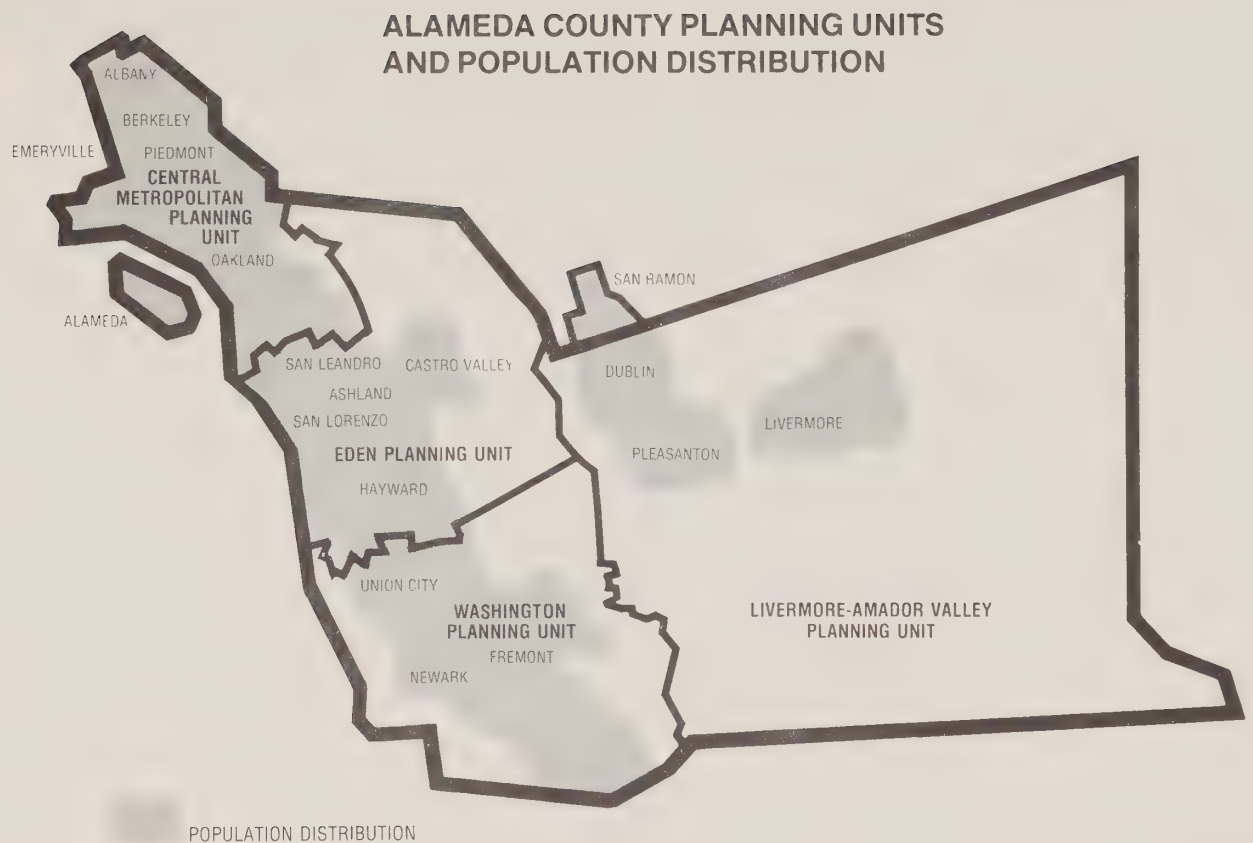 ALAMEDA COUNTY PLANNING UNITS
AND POPULATION DISTRIBUTION
ALBANY
BERKELEY
EMERYVILLE
PIEDMONT
CENTRAL
METROPOLITAN
PLANNING
UNIT
OAKLAND
ALAMEDA
SAN RAMON
SAN LEANDRO
CASTRO VALLEY
DUBLIN
ASHLAND
SAN LORENZO
LIVERMORE
EDEN PLANNING UNIT
PLEASANTON
HAYWARD
UNION CITY
WASHINGTON
PLANNING UNIT
LIVERMORE-AMADOR VALLEY
PLANNING UNIT
FREMONT
NEWARK
POPULATION DISTRIBUTION